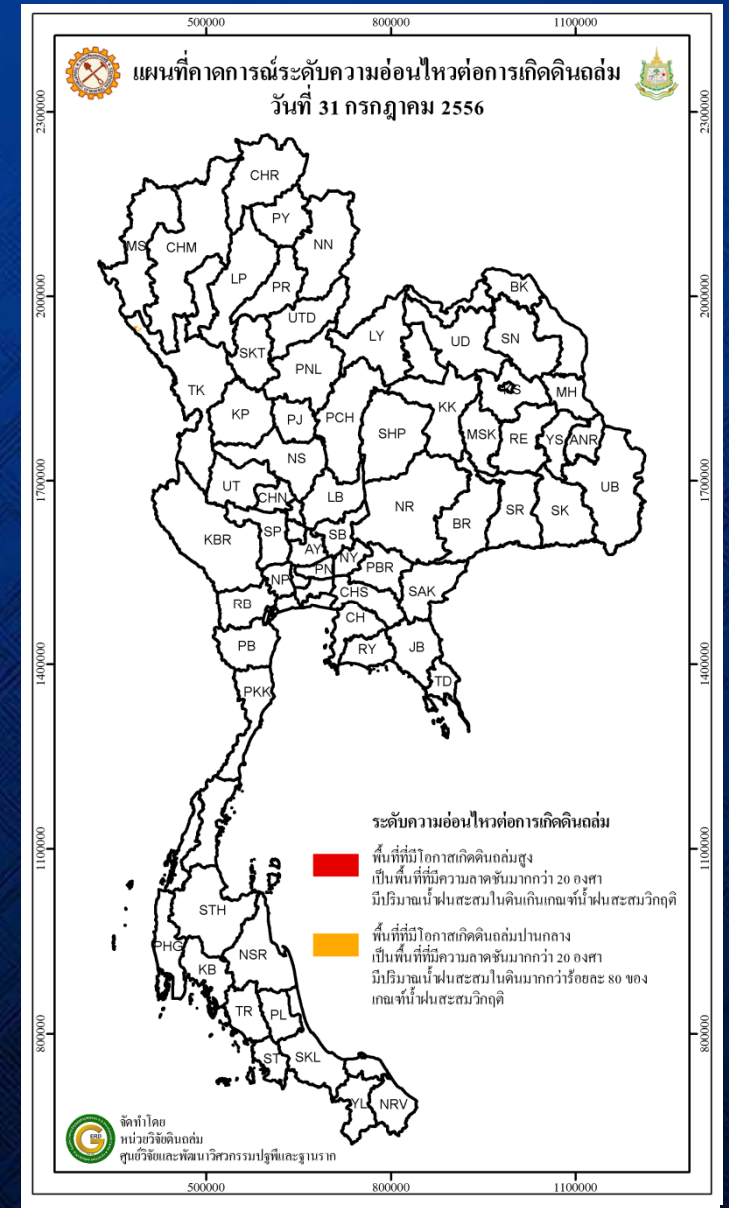 500000 800000 1100000
แผนที่คาดการณ์ระดับความอ่อนไหวต่อการเกิดดินถล่ม
วันที่ 31 กรกฎาคม 2556
2300000 2300000
CHR
PY
MS CHM NN
LP PR
2000000 2000000
BK
UTD
LY UD SN
SKT
PNL
TK
MH
KP PJ PCH KK
SHP MSK RE YS ANR
NS
UT LB
CHN
1700000 1700000
UB
NR
KBR SP SB BR SR SK
AY NY
PN PBR
NP CHS SAK
RB
CH
PB RY JB
1400000 1400000
TD
PKK
ระดับความอ่อนไหวต่อการเกิดดินถล่ม
1100000 1100000
พื้นที่ที่มีโอกาสเกิดดินถล่มสูง
เป็นพื้นที่ที่มีความลาดชันมากกว่า 20 องศา
มีปริมาณน้ำฝนสะสมในดินเกินเกณฑ์น้ำฝนสะสมวิกฤติ
STH
พื้นที่ที่มีโอกาสเกิดดินถล่มปานกลาง
PHG NSR
เป็นพื้นที่ที่มีความลาดชันมากกว่า 20 องศา
KB
มีปริมาณน้ำฝนสะสมในดินมากกว่าร้อยละ 80 ของ
เกณฑ์น้ำฝนสะสมวิกฤติ
TR PL
800000 800000
ST SKL
YL NRV
GERD
จัดทำโดย
หน่วยวิจัยดินถล่ม
ศูนย์วิจัยและพัฒนาวิศวกรรมปฐพีและฐานราก
500000 800000 1100000